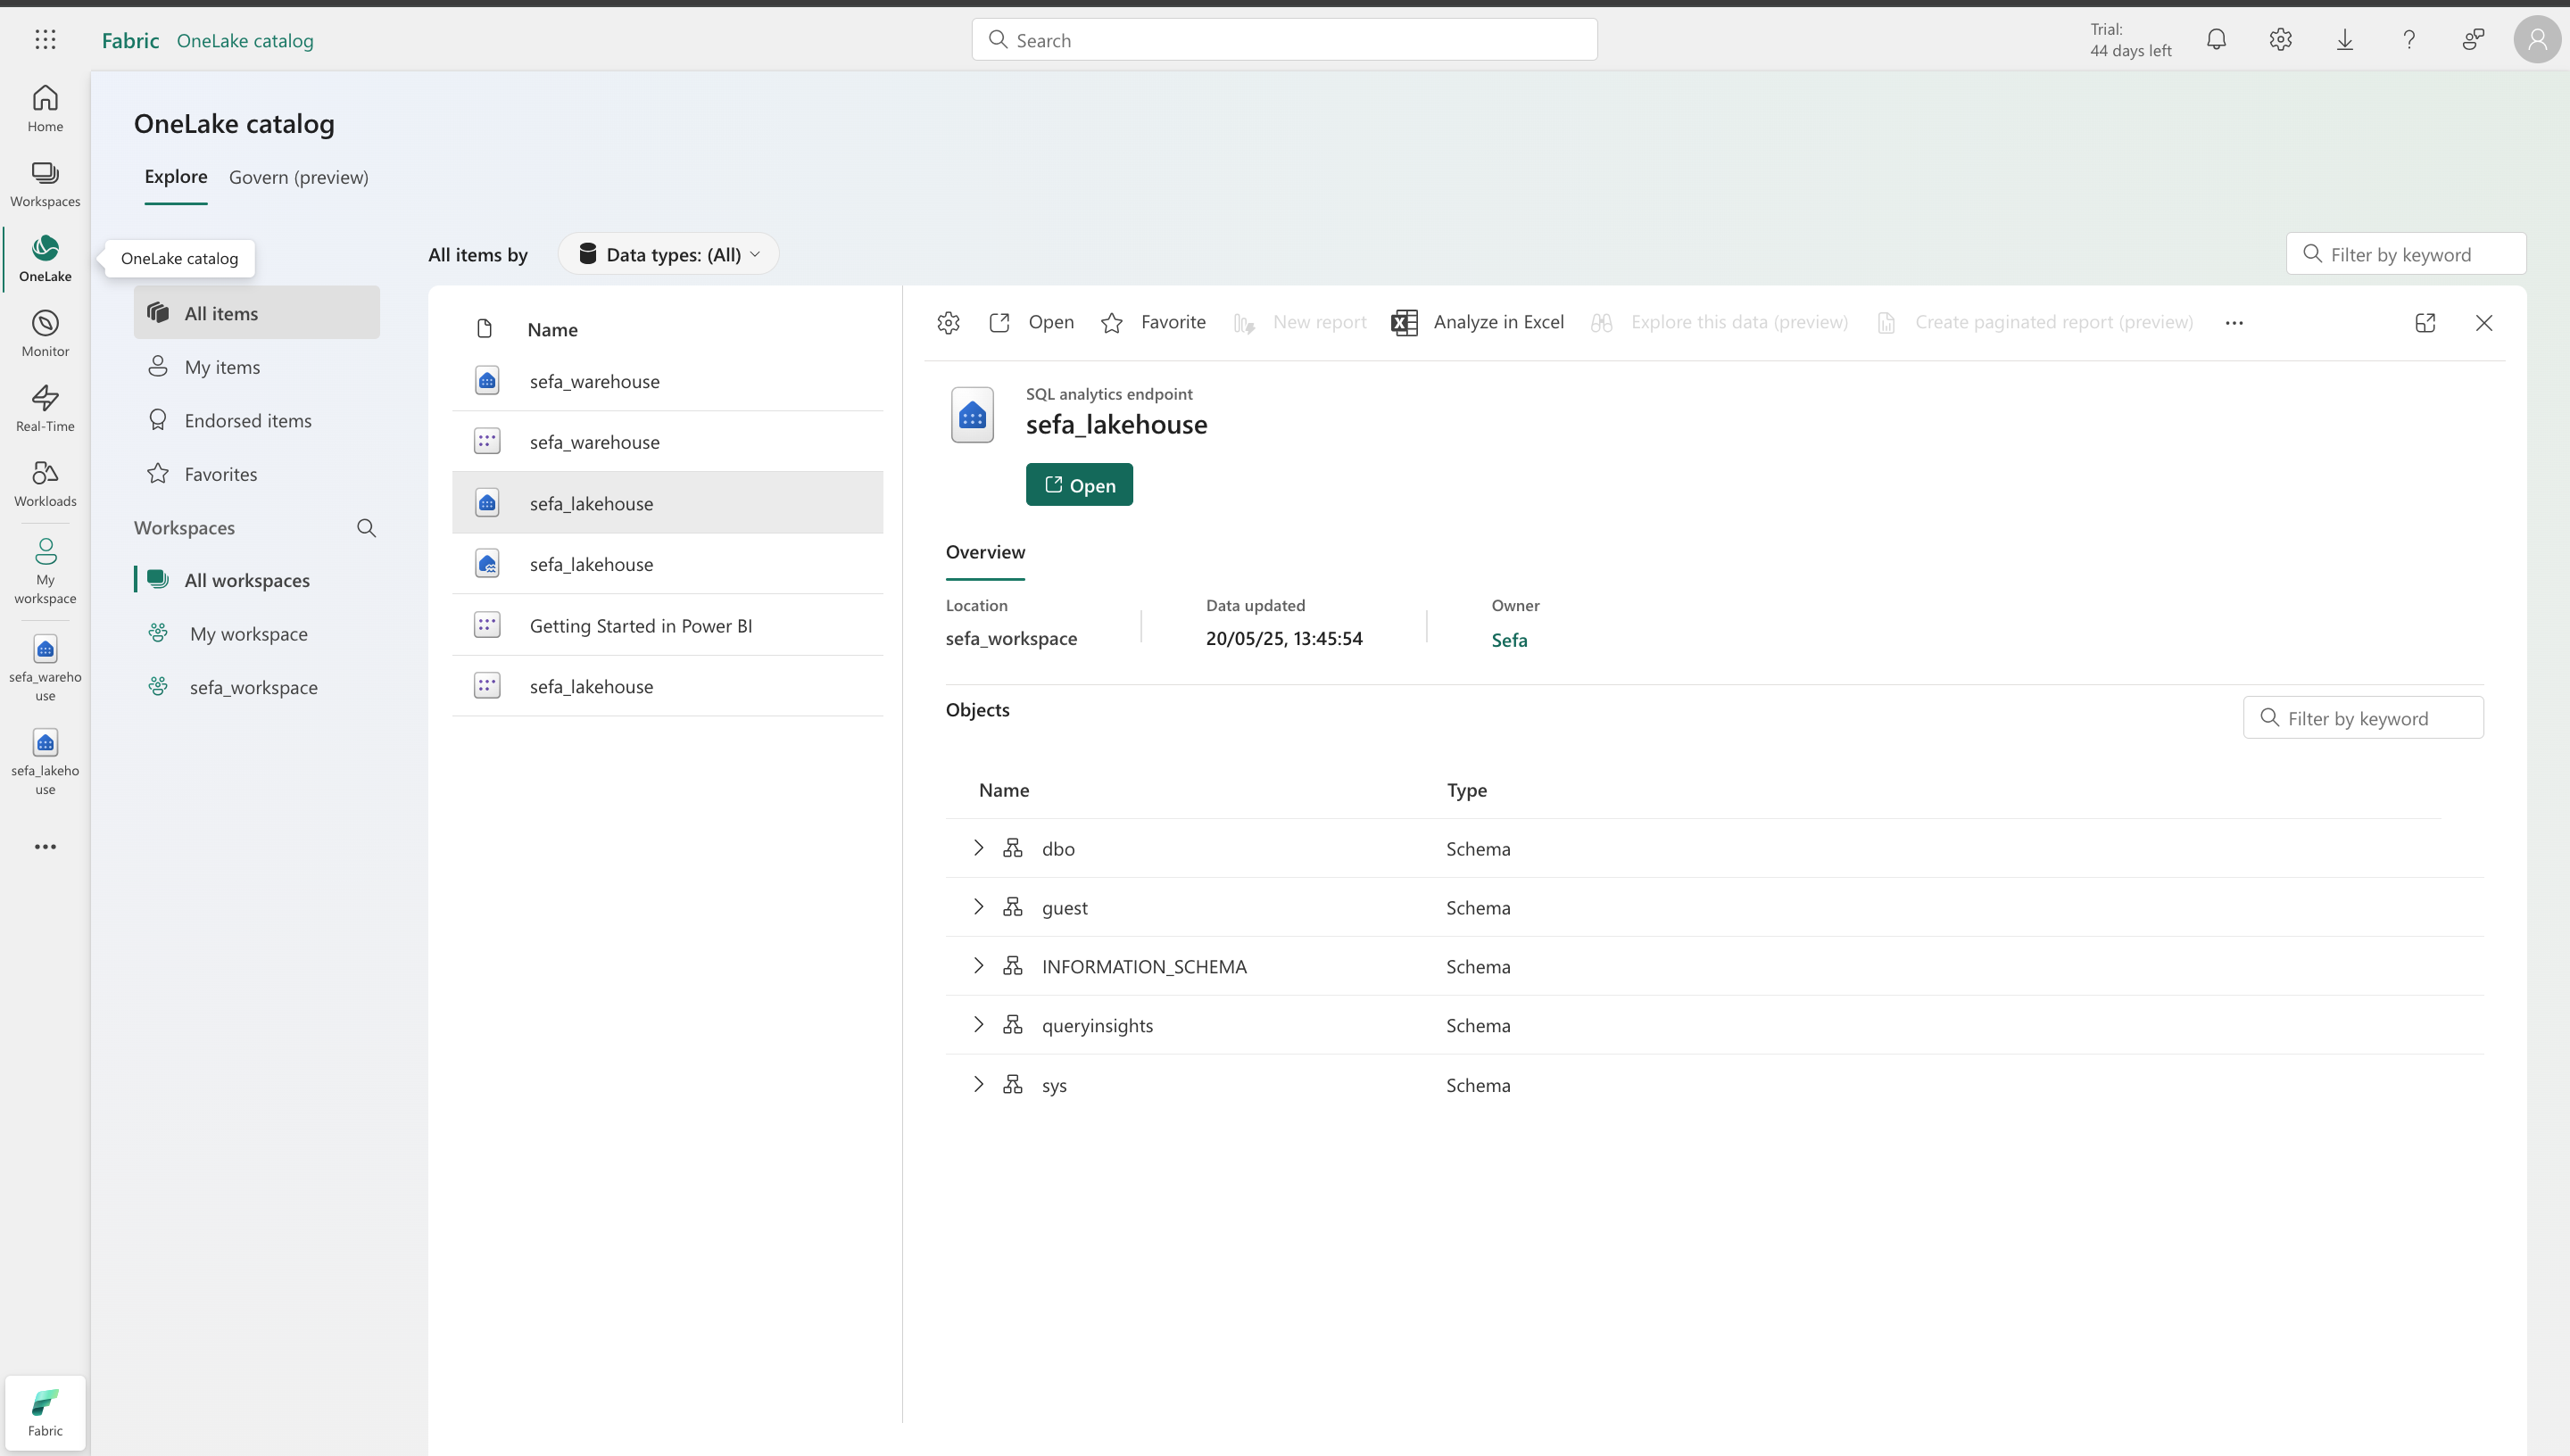 Fabric OneLake catalog
Search
Trial:
44 days left
Home
Workspaces
OneLake
Monitor
Real-Time
Workloads
My
workspace
sefa_wareho
use
sefa_lakeho
use
Fabric
OneLake catalog
Explore
Govern (preview)
OneLake catalog
All items by
Data types: (All)
Filter by keyword
All items
My items
Endorsed items
Favorites
Workspaces
All workspaces
My workspace
sefa_workspace
Name
sefa_warehouse
sefa_warehouse
sefa_lakehouse
sefa_lakehouse
Getting Started in Power BI
sefa_lakehouse
Open
Favorite
New report
Analyze in Excel
Explore this data (preview)
Create paginated report (preview)
SQL analytics endpoint
sefa_lakehouse
Open
Overview
Location
sefa_workspace
Data updated
20/05/25, 13:45:54
Owner
Sefa
Objects
Filter by keyword
Name Type
dbo Schema
guest Schema
INFORMATION_SCHEMA Schema
queryinsights Schema
sys Schema